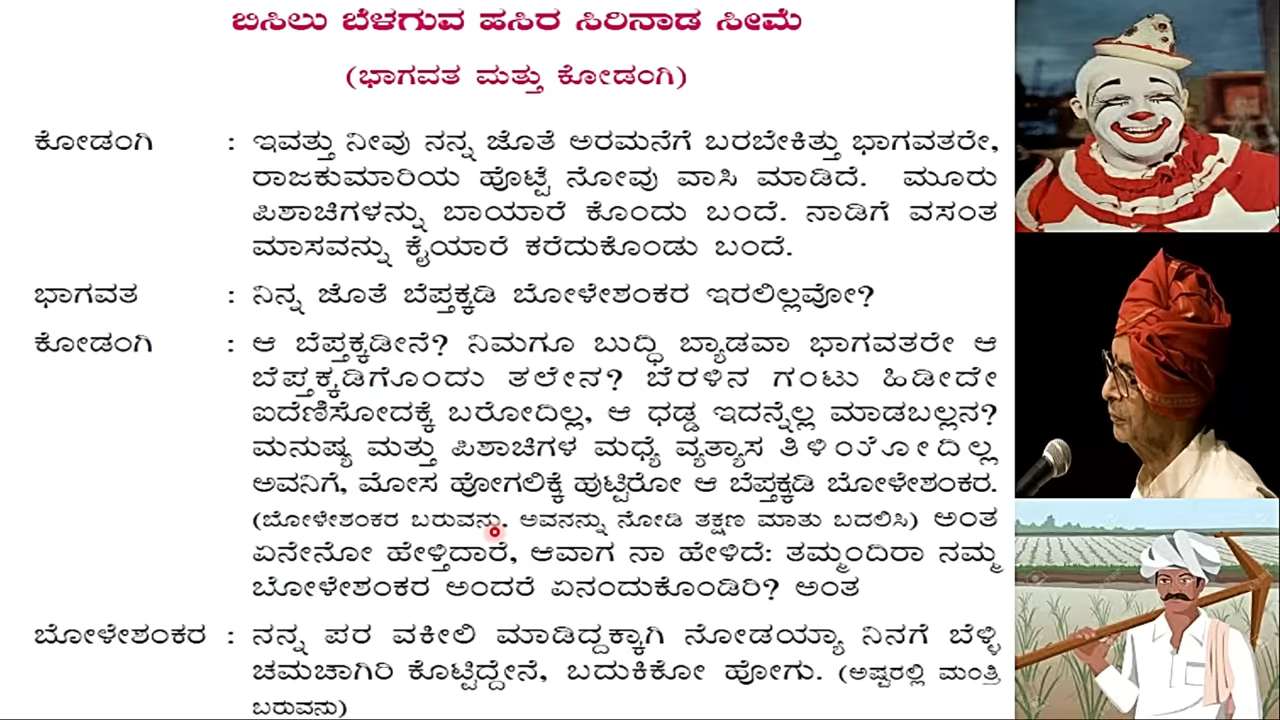 ಬಿಸಿಲು ಬೆಳಗುವ ಹಸಿರ ಸಿರಿನಾಡ ಸೀಮೆ
(ಭಾಗವತ ಮತ್ತು ಕೋಡಂಗಿ)
ಕೋಡಂಗಿ : ಇವತ್ತು ನೀವು ನನ್ನ ಜೊತೆ ಅರಮನೆಗೆ ಬರಬೇಕಿತ್ತು ಭಾಗವತರೇ,
ರಾಜಕುಮಾರಿಯ ಹೊಟ್ಟೆ ನೋವು ವಾಸಿ ಮಾಡಿದೆ. ಮೂರು
ಪಿಶಾಚಿಗಳನ್ನು ಬಾಯಾರೆ ಕೊಂದು ಬಂದೆ. ನಾಡಿಗೆ ವಸಂತ
ಮಾಸವನ್ನು ಕೈಯಾರೆ ಕರೆದುಕೊಂಡು ಬಂದೆ.
ಭಾಗವತ : ನಿನ್ನ ಜೊತೆ ಬೆಪ್ತಕ್ಕಡಿ ಬೋಳೇಶಂಕರ ಇರಲಿಲ್ಲವೋ?
ಕೋಡಂಗಿ : ಆ ಬೆಪ್ತಕ್ಕಡೀನೆ? ನಿಮಗೂ ಬುದ್ಧಿ ಬ್ಯಾಡವಾ ಭಾಗವತರೇ ಆ
ಬೆಪ್ತಕ್ಕಡಿಗೊಂದು ತಲೇನ? ಬೆರಳಿನ ಗಂಟು ಹಿಡೀದೇ
ಐದೆಣಿಸೋದಕ್ಕೆ ಬರೋದಿಲ್ಲ, ಆ ಧಡ್ಡ ಇದನ್ನೆಲ್ಲ ಮಾಡಬಲ್ಲನ?
ಮನುಷ್ಯ ಮತ್ತು ಪಿಶಾಚಿಗಳ ಮಧ್ಯೆ ವ್ಯತ್ಯಾಸ ತಿಳಿಯೋದಿಲ್ಲ
ಅವನಿಗೆ, ಮೋಸ ಹೋಗಲಿಕ್ಕೆ ಹುಟ್ಟಿರೋ ಆ ಬೆಪ್ತಕ್ಕಡಿ ಬೋಳೇಶಂಕರ.
(ಬೋಳೇಶಂಕರ ಬರುವನು. ಅವನನ್ನು ನೋಡಿ ತಕ್ಷಣ ಮಾತು ಬದಲಿಸಿ) ಅಂತ
ಏನೇನೋ ಹೇಳ್ತಿದಾರೆ, ಆವಾಗ ನಾ ಹೇಳಿದೆ: ತಮ್ಮಂದಿರಾ ನಮ್ಮ
ಬೋಳೇಶಂಕರ ಅಂದರೆ ಏನಂದುಕೊಂಡಿರಿ? ಅಂತ
ಬೋಳೇಶಂಕರ : ನನ್ನ ಪರ ವಕೀಲಿ ಮಾಡಿದ್ದಕ್ಕಾಗಿ ನೋಡಯ್ಯಾ ನಿನಗೆ ಬೆಳ್ಳಿ
ಚಮಚಾಗಿರಿ ಕೊಟ್ಟಿದ್ದೇನೆ, ಬದುಕಿಕೋ ಹೋಗು. (ಅಷ್ಟರಲ್ಲಿ ಮಂತ್ರಿ
ಬರುವನು)